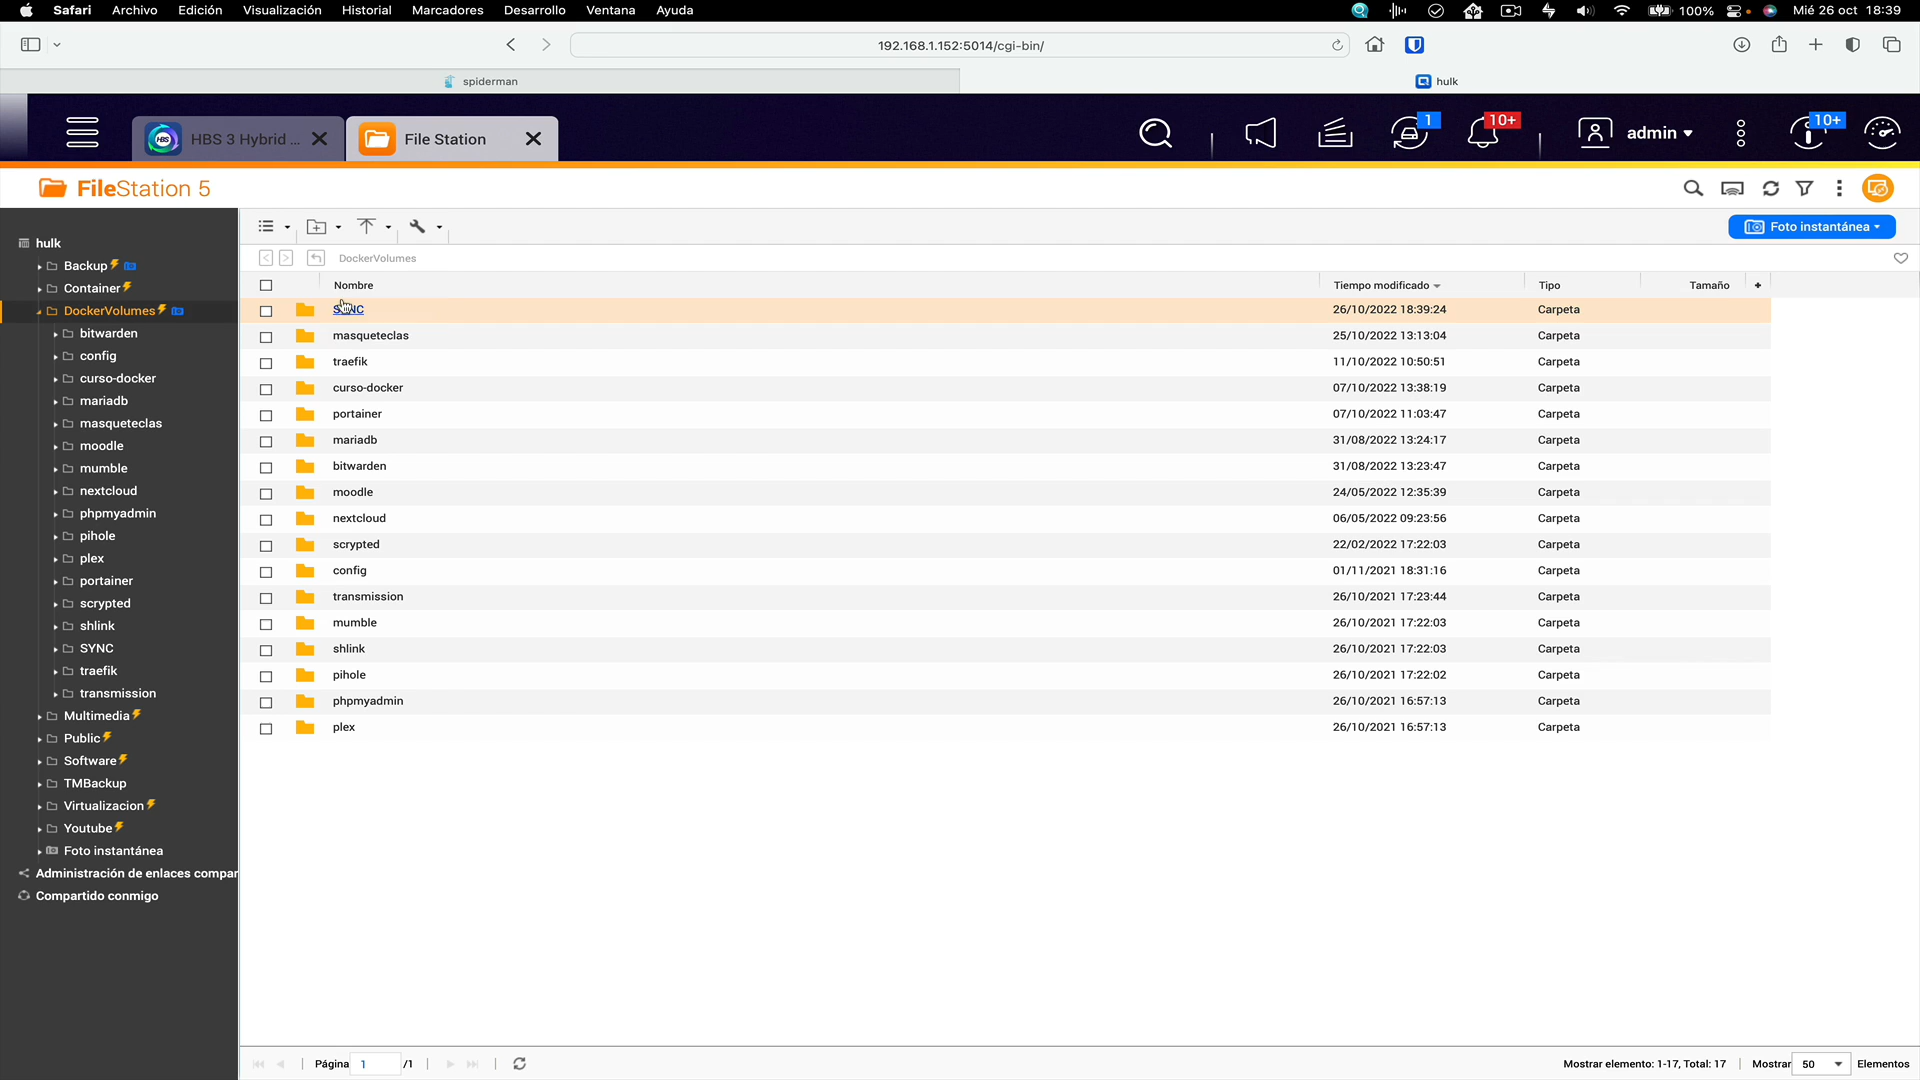 Safari Archivo Edición Visualización Historial Marcadores Desarrollo Ventana Ayuda 100% Mié 26 oct 18:39
192.168.1.152:5014/cgi-bin/
spiderman hulk
HBS 3 Hybrid ... File Station 1 10+ admin 10+
FileStation 5
Foto instantánea
DockerVolumes
Nombre Tiempo modificado Tipo Tamaño +
SYNC 26/10/2022 18:39:24 Carpeta
masqueteclas 25/10/2022 13:13:04 Carpeta
traefik 11/10/2022 10:50:51 Carpeta
curso-docker 07/10/2022 13:38:19 Carpeta
portainer 07/10/2022 11:03:47 Carpeta
mariadb 31/08/2022 13:24:17 Carpeta
bitwarden 31/08/2022 13:23:47 Carpeta
moodle 24/05/2022 12:35:39 Carpeta
nextcloud 06/05/2022 09:23:56 Carpeta
scrypted 22/02/2022 17:22:03 Carpeta
config 01/11/2021 18:31:16 Carpeta
transmission 26/10/2021 17:23:44 Carpeta
mumble 26/10/2021 17:22:03 Carpeta
shlink 26/10/2021 17:22:03 Carpeta
pihole 26/10/2021 17:22:02 Carpeta
phpmyadmin 26/10/2021 16:57:13 Carpeta
plex 26/10/2021 16:57:13 Carpeta
hulk
Backup
Container
DockerVolumes
bitwarden
config
curso-docker
mariadb
masqueteclas
moodle
mumble
nextcloud
phpmyadmin
pihole
plex
portainer
scrypted
shlink
SYNC
traefik
transmission
Multimedia
Public
Software
TMBackup
Virtualizacion
Youtube
Foto instantánea
Administración de enlaces compar
Compartido conmigo
Página 1 /1 Mostrar elemento: 1-17, Total: 17 Mostrar 50 Elementos